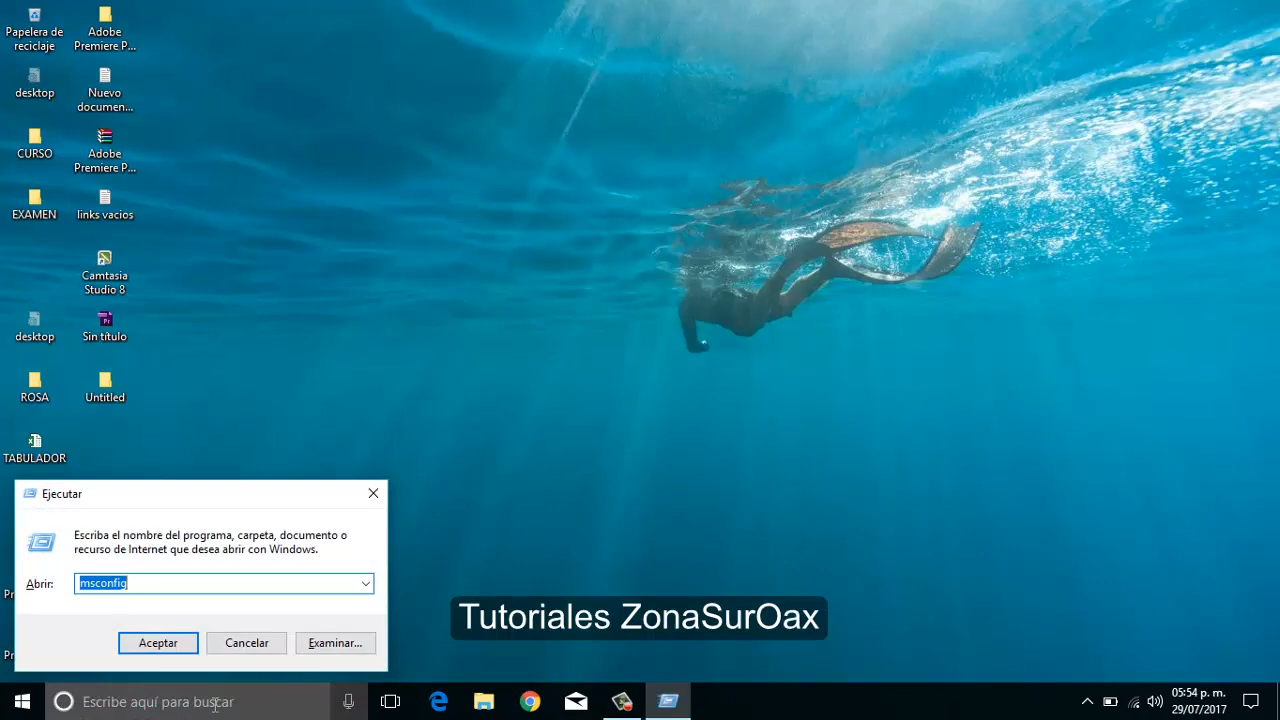 Papelera de
reciclaje
Adobe
Premiere P...
desktop
Nuevo
documen...
CURSO
Adobe
Premiere P...
EXAMEN
links vacios
Camtasia
Studio 8
desktop
Sin título
ROSA
Untitled
TABULADOR
Ejecutar
Escriba el nombre del programa, carpeta, documento o
recurso de Internet que desea abrir con Windows.
Abrir:
msconfig
Aceptar
Cancelar
Examinar...
Tutoriales ZonaSurOax
Escribe aquí para buscar
05:54 p. m.
29/07/2017